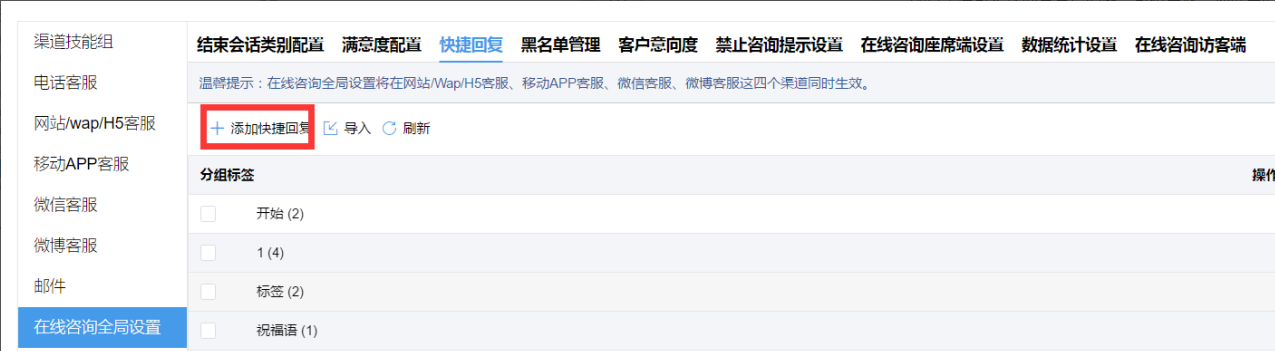 渠道技能组
电话客服
网站/wap/H5客服
移动APP客服
微信客服
微博客服
邮件
在线咨询全局设置
结束会话类别配置 满意度配置 快捷回复 黑名单管理 客户意向度 禁止咨询提示设置 在线咨询座席端设置 数据统计设置 在线咨询访客端
温馨提示：在线咨询全局设置将在网站/Wap/H5客服、移动APP客服、微信客服、微博客服这四个渠道同时生效。
添加快捷回复 导入 刷新
分组标签 操作
开始 (2)
1 (4)
标签 (2)
祝福语 (1)